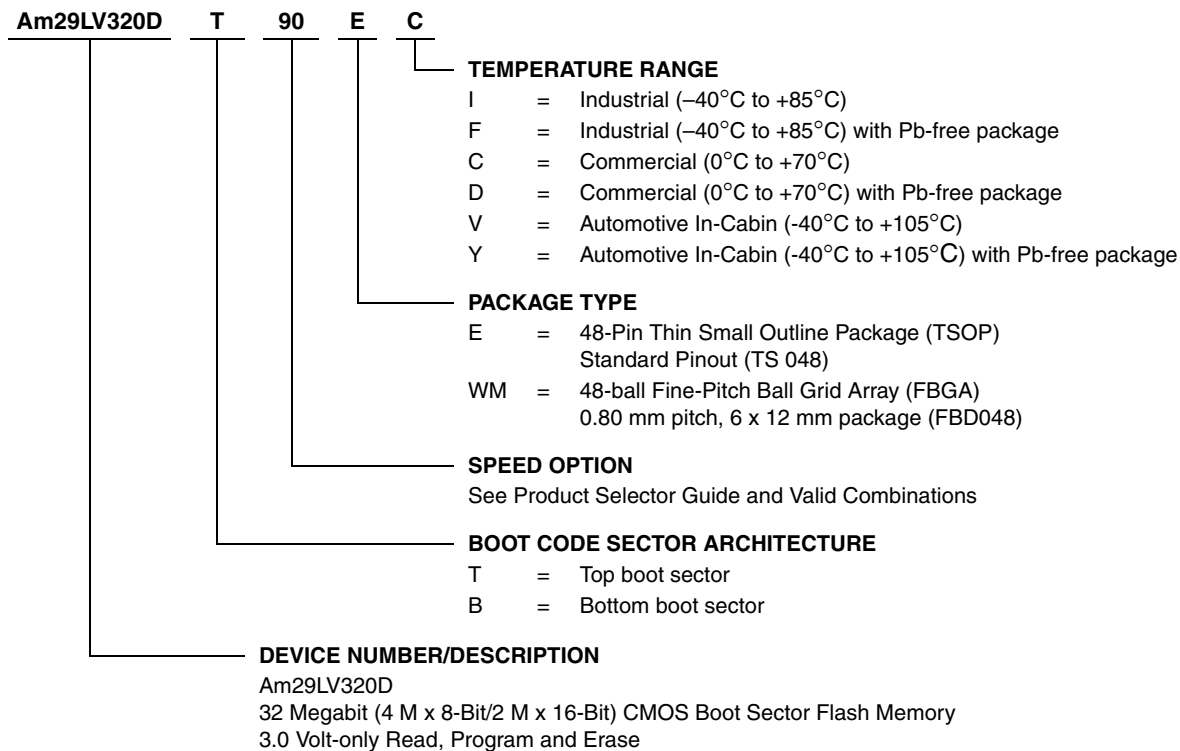 Am29LV320D T 90 E C
TEMPERATURE RANGE
I = Industrial (–40°C to +85°C)
F = Industrial (–40°C to +85°C) with Pb-free package
C = Commercial (0°C to +70°C)
D = Commercial (0°C to +70°C) with Pb-free package
V = Automotive In-Cabin (-40°C to +105°C)
Y = Automotive In-Cabin (-40°C to +105°C) with Pb-free package
PACKAGE TYPE
E = 48-Pin Thin Small Outline Package (TSOP)
Standard Pinout (TS 048)
WM = 48-ball Fine-Pitch Ball Grid Array (FBGA)
0.80 mm pitch, 6 x 12 mm package (FBD048)
SPEED OPTION
See Product Selector Guide and Valid Combinations
BOOT CODE SECTOR ARCHITECTURE
T = Top boot sector
B = Bottom boot sector
DEVICE NUMBER/DESCRIPTION
Am29LV320D
32 Megabit (4 M x 8-Bit/2 M x 16-Bit) CMOS Boot Sector Flash Memory
3.0 Volt-only Read, Program and Erase